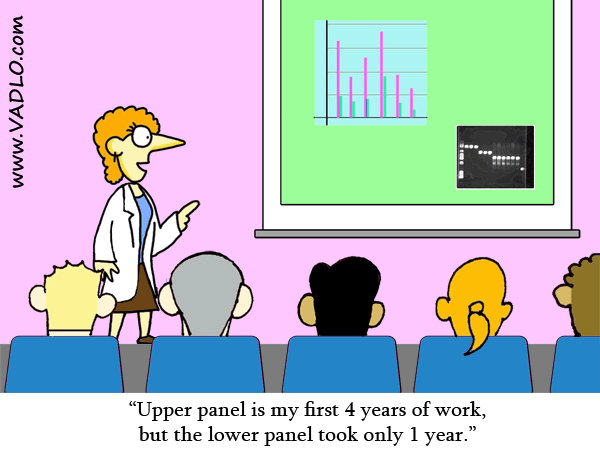 www.VADLO.com
“Upper panel is my first 4 years of work,
but the lower panel took only 1 year.”